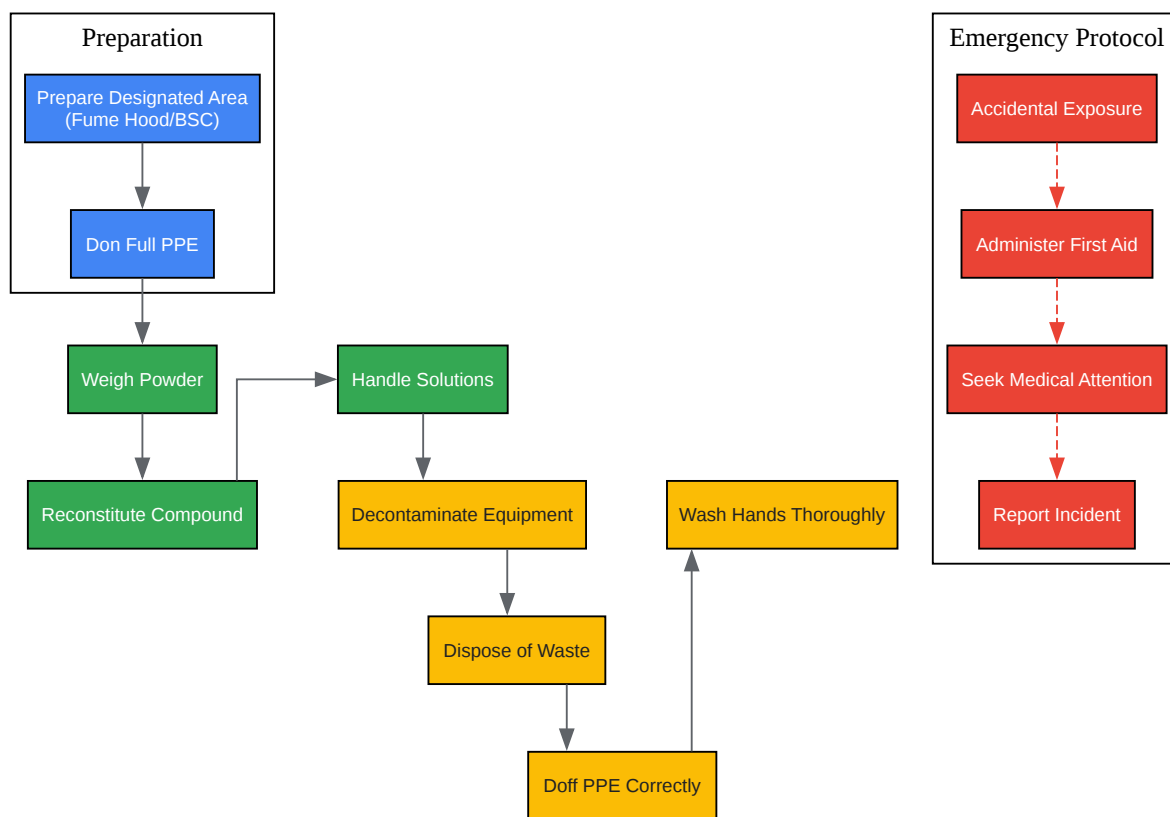 Preparation
Prepare Designated Area
(Fume Hood/BSC)
Don Full PPE
Weigh Powder
Reconstitute Compound
Handle Solutions
Decontaminate Equipment
Dispose of Waste
Doff PPE Correctly
Wash Hands Thoroughly
Emergency Protocol
Accidental Exposure
Administer First Aid
Seek Medical Attention
Report Incident